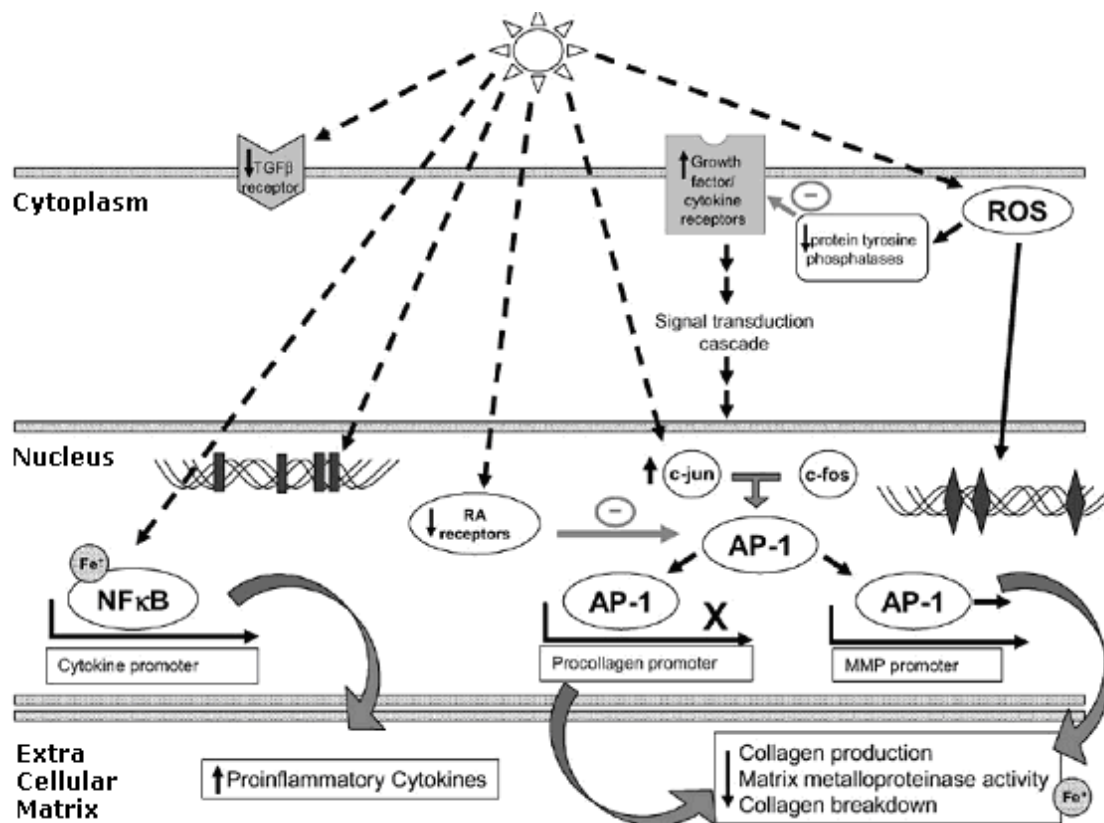 ↓TGFβ
receptor
↑ Growth
factor/
cytokine
receptors
−
ROS
Cytoplasm
↓protein tyrosine
phosphatases
Signal transduction
cascade
Nucleus
↑ c-jun
c-fos
↓ RA
receptors
−
AP-1
Fe⁺
NFκB
AP-1
X
AP-1
Cytokine promoter
Procollagen promoter
MMP promoter
Extra
Cellular
Matrix
↑Proinflammatory Cytokines
↓ Collagen production
Matrix metalloproteinase activity
Collagen breakdown
Fe⁺